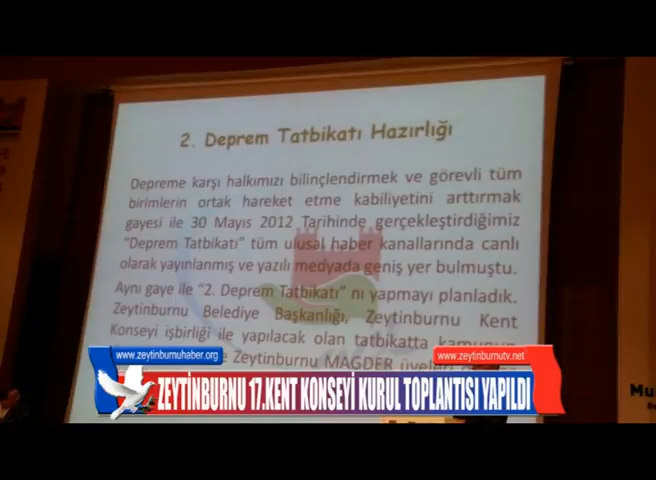 2. Deprem Tatbikatı Hazırlığı
Depreme karşı halkımızı bilinçlendirmek ve görevli tüm
birimlerin ortak hareket etme kabiliyetini arttırmak
gayesi ile 30 Mayıs 2012 Tarihinde gerçekleştirdiğimiz
"Deprem Tatbikatı" tüm ulusal haber kanallarında canlı
olarak yayınlanmış ve yazılı medyada geniş yer bulmuştu.
Aynı gaye ile "2. Deprem Tatbikatı" nı yapmayı planladık.
Zeytinburnu Belediye Başkanlığı, Zeytinburnu Kent
Konseyi işbirliği ile yapılacak olan tatbikatta kamunun
Zeytinburnu MAGDER üyeleri
www.zeytinburnuhaber.org
www.zeytinburnutv.net
ZEYTİNBURNU 17.KENT KONSEYİ KURUL TOPLANTISI YAPILDI
Mu